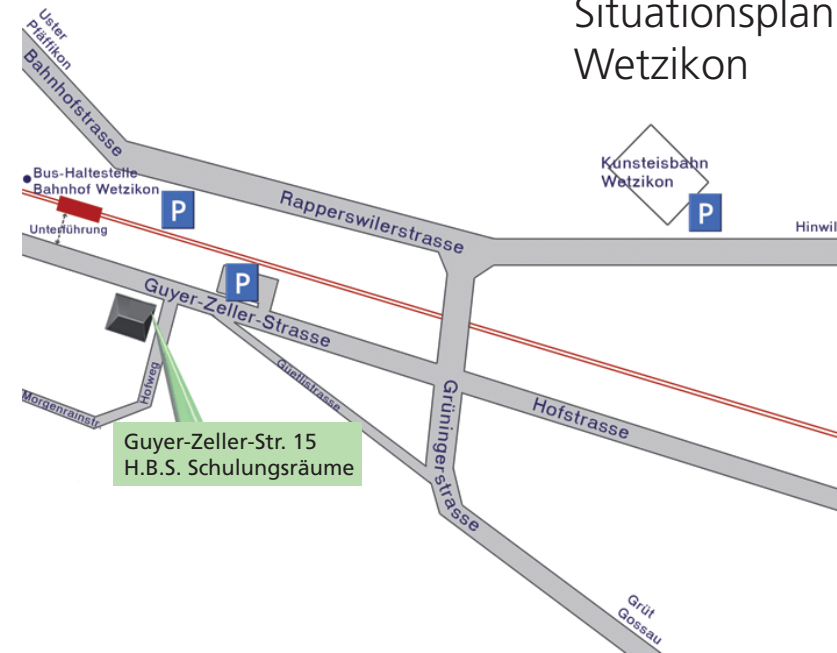 Situationsplan
Wetzikon
Uster
Pfäffikon
Bahnhofstrasse
Bus-Haltestelle
Bahnhof Wetzikon
Unterführung
P
Rapperswilerstrasse
Kunsteisbahn
Wetzikon
P
Hinwil
P
Guyer-Zeller-Strasse
Guetlistrasse
Hofweg
Morgenrainstr.
Grüningerstrasse
Hofstrasse
Guyer-Zeller-Str. 15
H.B.S. Schulungsräume
Grüt
Gossau